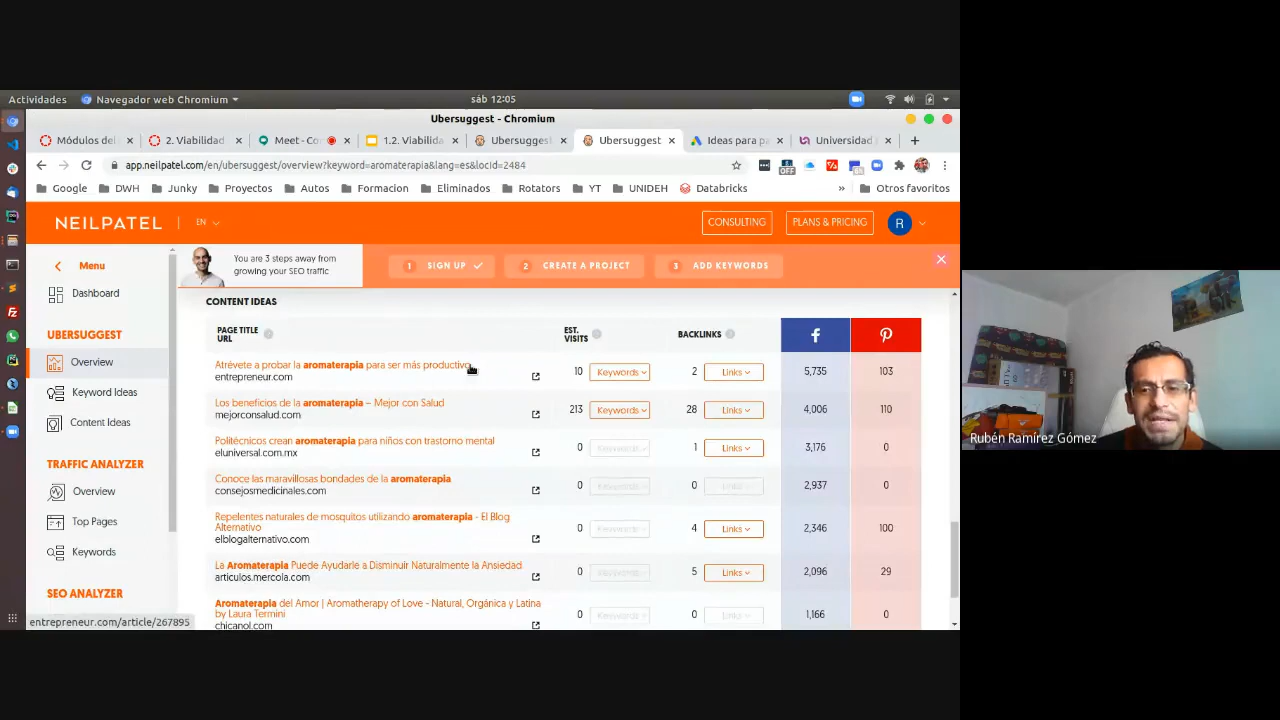 Actividades
Navegador web Chromium
sáb 12:05
Ubersuggest - Chromium
Módulos del
2. Viabilidad
Meet - Co
1.2. Viabilida
Ubersuggest
Ubersuggest
Ideas para pa
Universidad
app.neilpatel.com/en/ubersuggest/overview?keyword=aromaterapia&lang=es&locId=2484
OFF
Google
DWH
Junky
Proyectos
Autos
Formacion
Eliminados
Rotators
YT
UNIDEH
Databricks
»
Otros favoritos
NEILPATEL
EN
CONSULTING
PLANS & PRICING
R
Menu
You are 3 steps away from
growing your SEO traffic
1 SIGN UP
2 CREATE A PROJECT
3 ADD KEYWORDS
Dashboard
UBERSUGGEST
Overview
Keyword Ideas
Content Ideas
TRAFFIC ANALYZER
Overview
Top Pages
Keywords
SEO ANALYZER
CONTENT IDEAS
PAGE TITLE
URL
EST.
VISITS
BACKLINKS
Atrévete a probar la aromaterapia para ser más productivo
entrepreneur.com
10 Keywords 2 Links 5,735 103
Los beneficios de la aromaterapia – Mejor con Salud
mejorconsalud.com
213 Keywords 28 Links 4,006 110
Politécnicos crean aromaterapia para niños con trastorno mental
eluniversal.com.mx
0 Keywords 1 Links 3,176 0
Conoce las maravillosas bondades de la aromaterapia
consejosmedicinales.com
0 Keywords 0 Links 2,937 0
Repelentes naturales de mosquitos utilizando aromaterapia - El Blog
Alternativo
elblogalternativo.com
0 Keywords 4 Links 2,346 100
La Aromaterapia Puede Ayudarle a Disminuir Naturalmente la Ansiedad
articulos.mercola.com
0 Keywords 5 Links 2,096 29
Aromaterapia del Amor | Aromatherapy of Love - Natural, Orgánica y Latina
by Laura Termini
chicanol.com
0 Keywords 0 Links 1,166 0
entrepreneur.com/article/267895
Rubén Ramírez Gómez